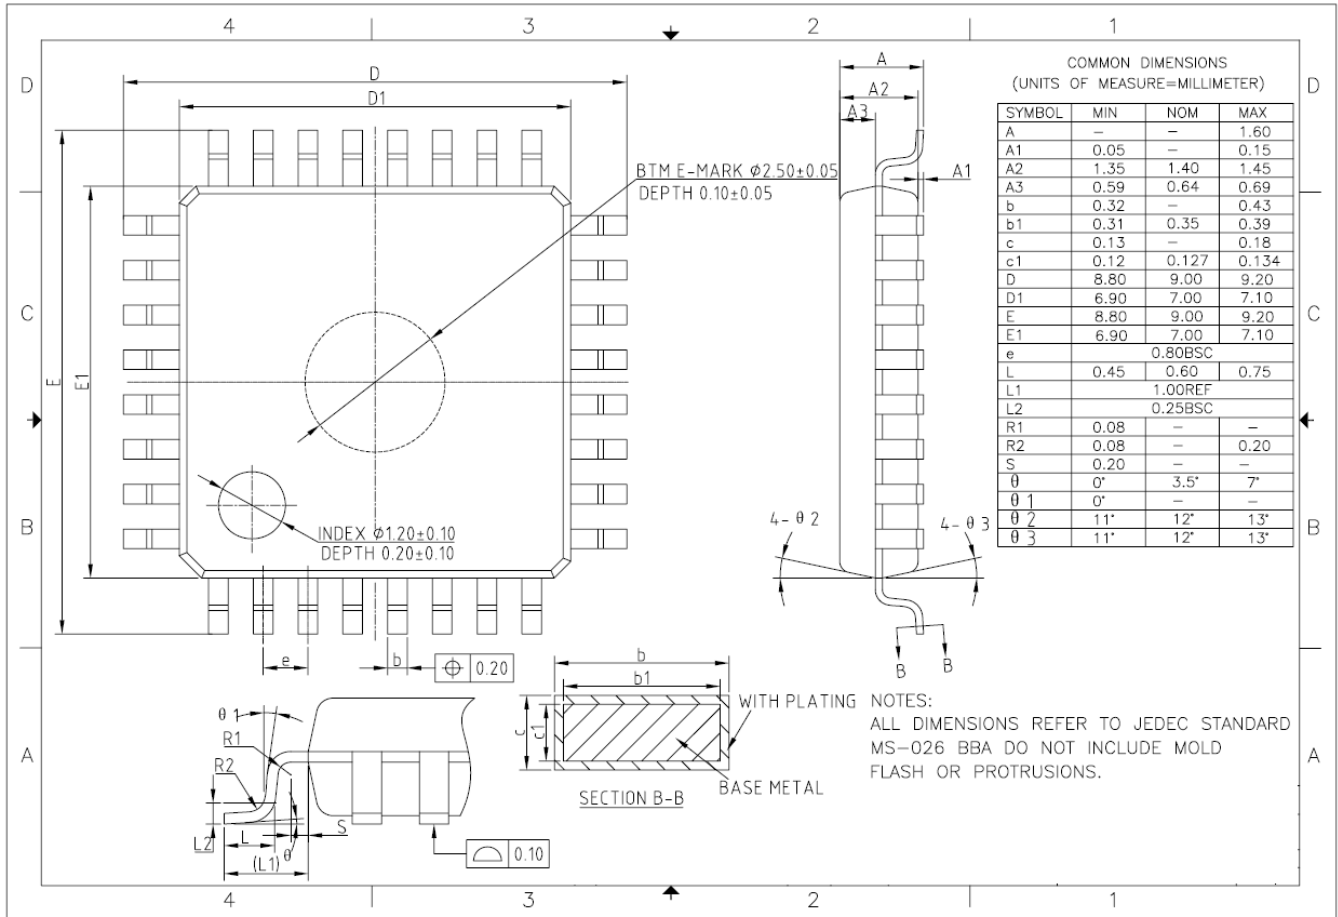 4 3 2 1
D D
C C
B B
A A
4 3 2 1
D
D1
E
E1
BTM E-MARK Φ2.50±0.05
DEPTH 0.10±0.05
INDEX Φ1.20±0.10
DEPTH 0.20±0.10
e
b
0.20
A
A2
A3
A1
4-θ2
4-θ3
B B
COMMON DIMENSIONS
(UNITS OF MEASURE=MILLIMETER)
SYMBOL MIN NOM MAX
A – – 1.60
A1 0.05 – 0.15
A2 1.35 1.40 1.45
A3 0.59 0.64 0.69
b 0.32 – 0.43
b1 0.31 0.35 0.39
c 0.13 – 0.18
c1 0.12 0.127 0.134
D 8.80 9.00 9.20
D1 6.90 7.00 7.10
E 8.80 9.00 9.20
E1 6.90 7.00 7.10
e 0.80BSC
L 0.45 0.60 0.75
L1 1.00REF
L2 0.25BSC
R1 0.08 – –
R2 0.08 – 0.20
S 0.20 – –
θ 0° 3.5° 7°
θ1 0° – –
θ2 11° 12° 13°
θ3 11° 12° 13°
θ1
R1
R2
L2
L
(L1)
θ
S
0.10
b
b1
c
c1
WITH PLATING
BASE METAL
SECTION B-B
NOTES:
ALL DIMENSIONS REFER TO JEDEC STANDARD
MS-026 BBA DO NOT INCLUDE MOLD
FLASH OR PROTRUSIONS.